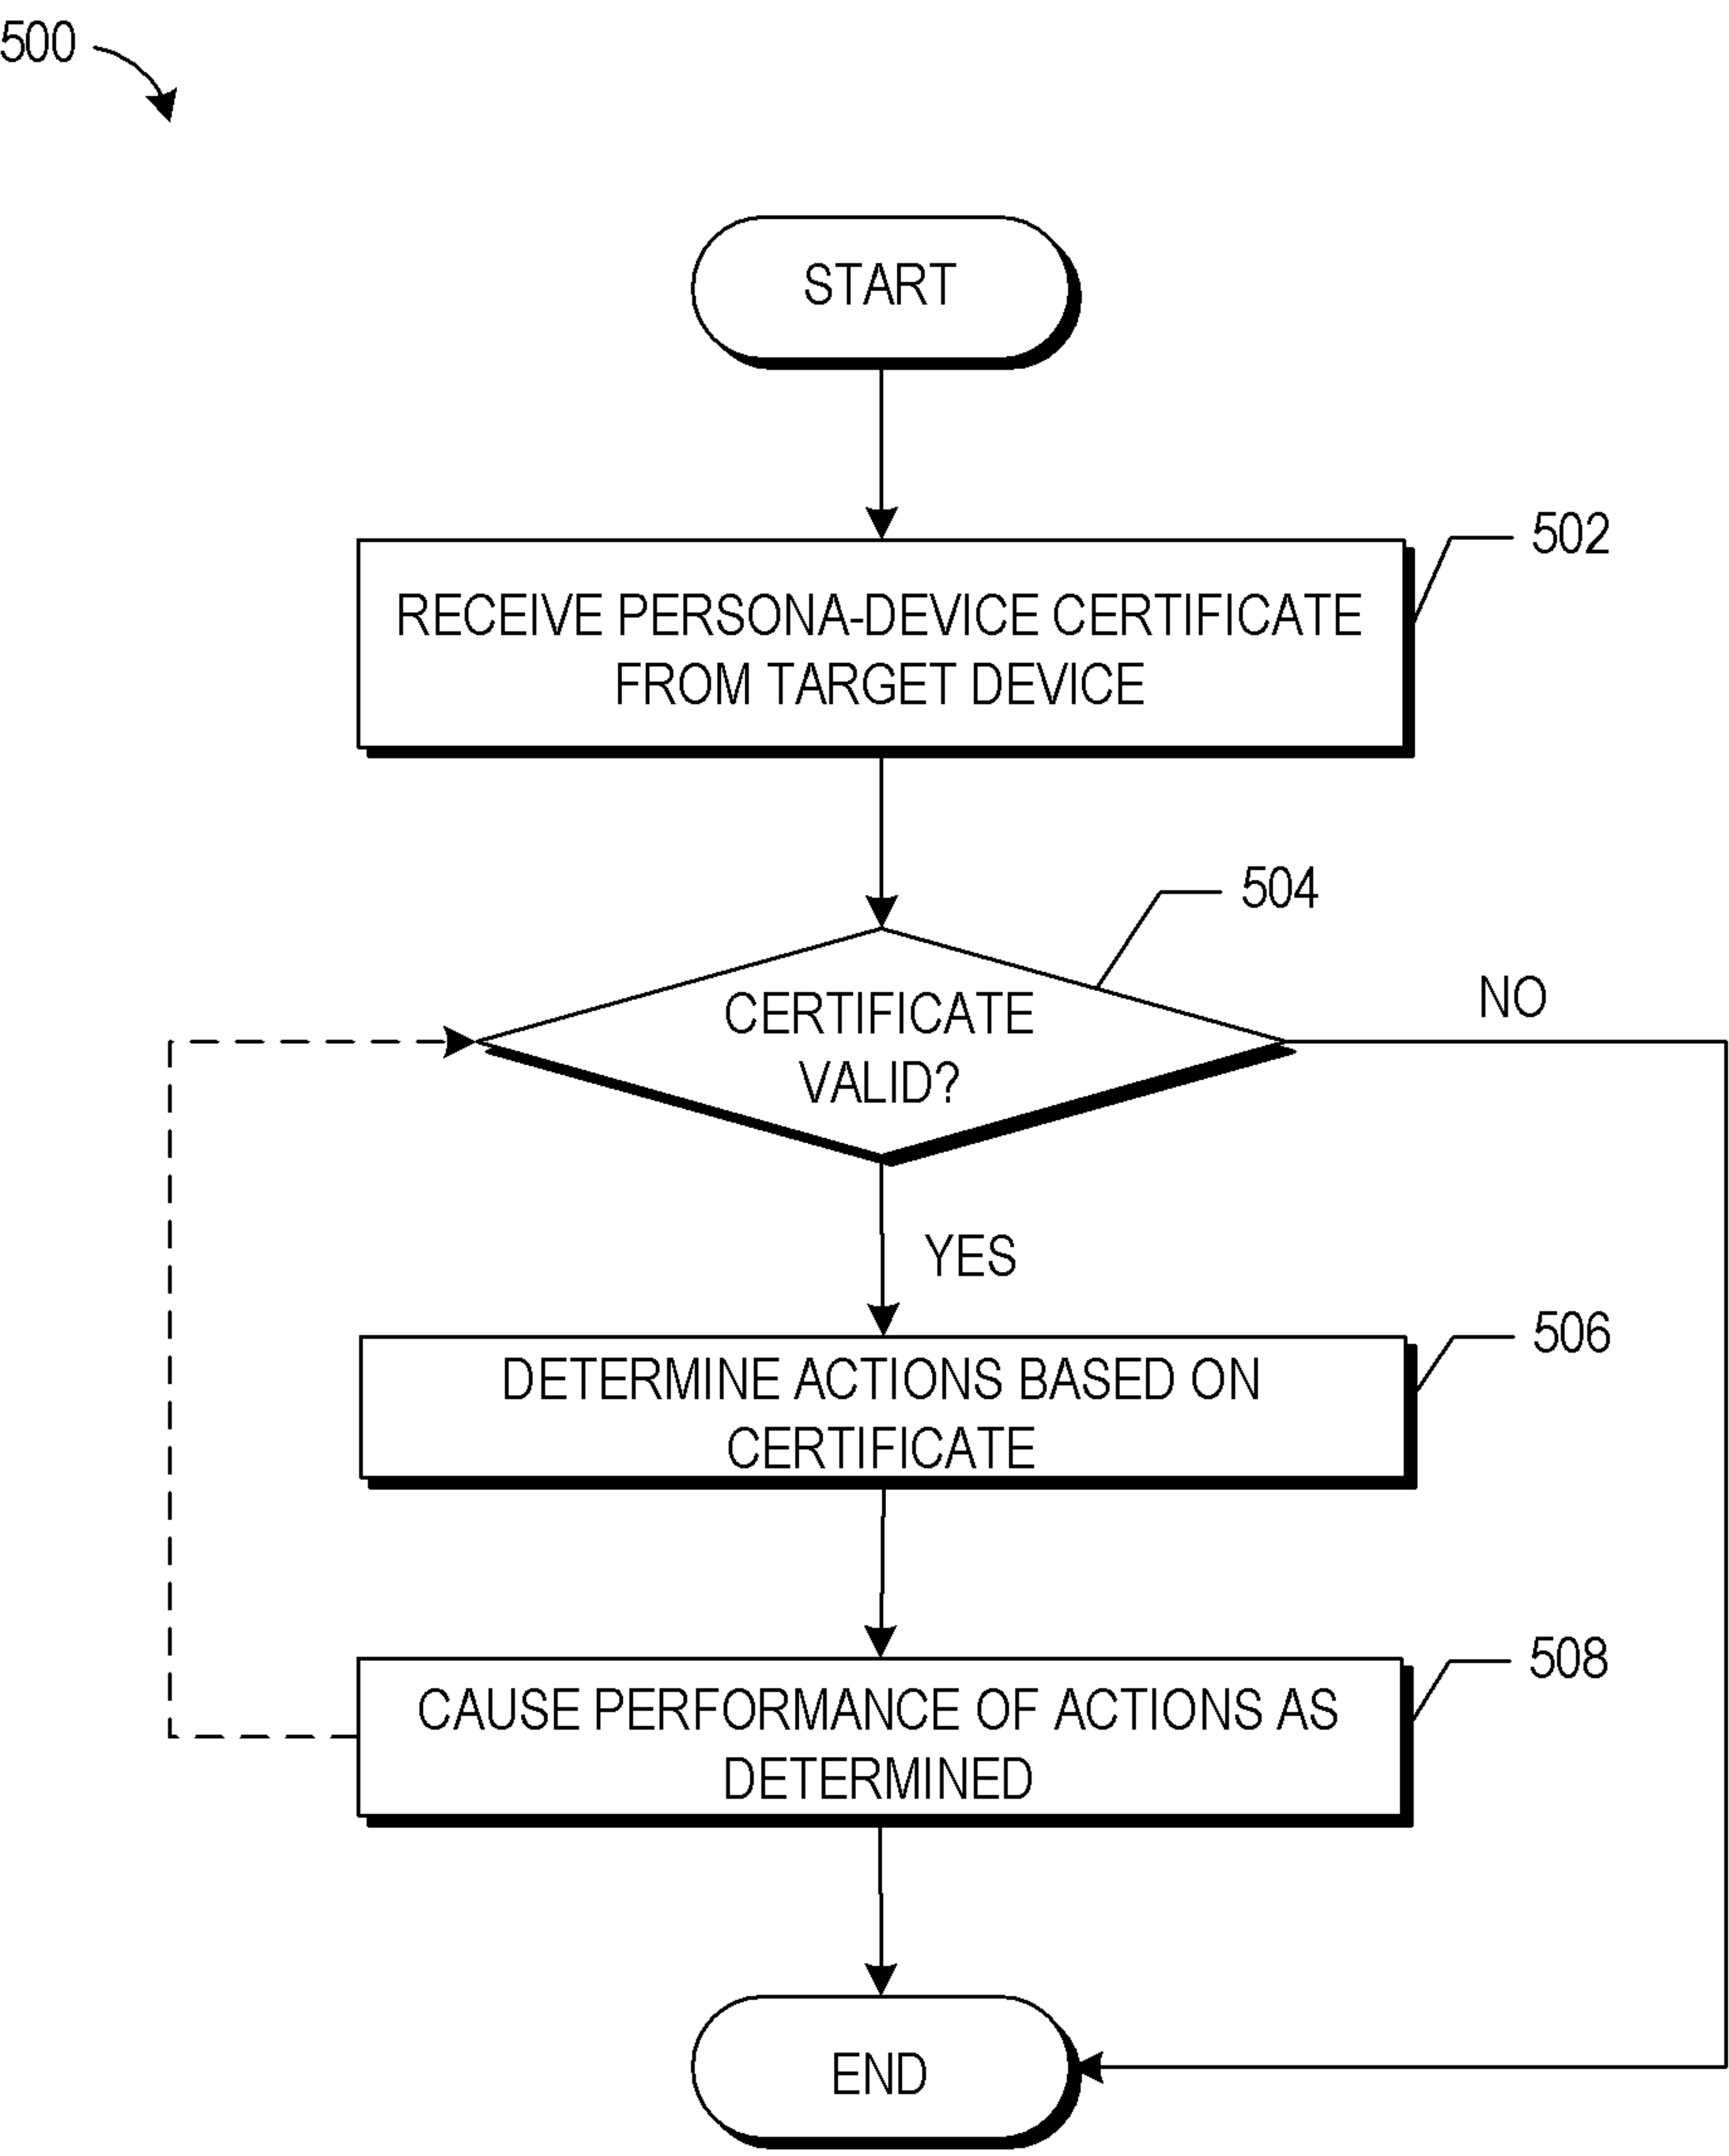 500
START
502
RECEIVE PERSONA-DEVICE CERTIFICATE
FROM TARGET DEVICE
504
CERTIFICATE
VALID?
NO
YES
506
DETERMINE ACTIONS BASED ON
CERTIFICATE
508
CAUSE PERFORMANCE OF ACTIONS AS
DETERMINED
END